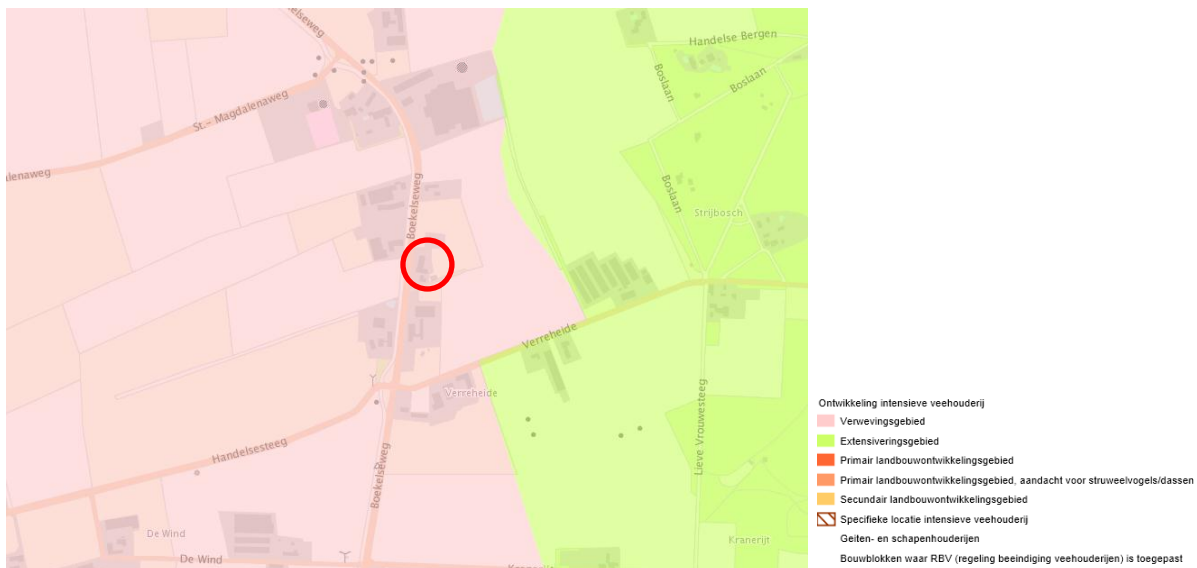 elseweg
Handelse Bergen
Boslaan
Boslaan
St.- Magdalenaweg
alenaweg
Boslaan
Boekelseweg
Strijbosch
Verreheide
Verreheide
Lieve Vrouwesteeg
Handelsesteeg
Boekelseweg
De Wind
De Wind
Kranerijt
Ontwikkeling intensieve veehouderij
Verwevingsgebied
Extensiveringsgebied
Primair landbouwontwikkelingsgebied
Primair landbouwontwikkelingsgebied, aandacht voor struweelvogels/dassen
Secundair landbouwontwikkelingsgebied
Specifieke locatie intensieve veehouderij
Geiten- en schapenhouderijen
Bouwblokken waar RBV (regeling beeindiging veehouderijen) is toegepast